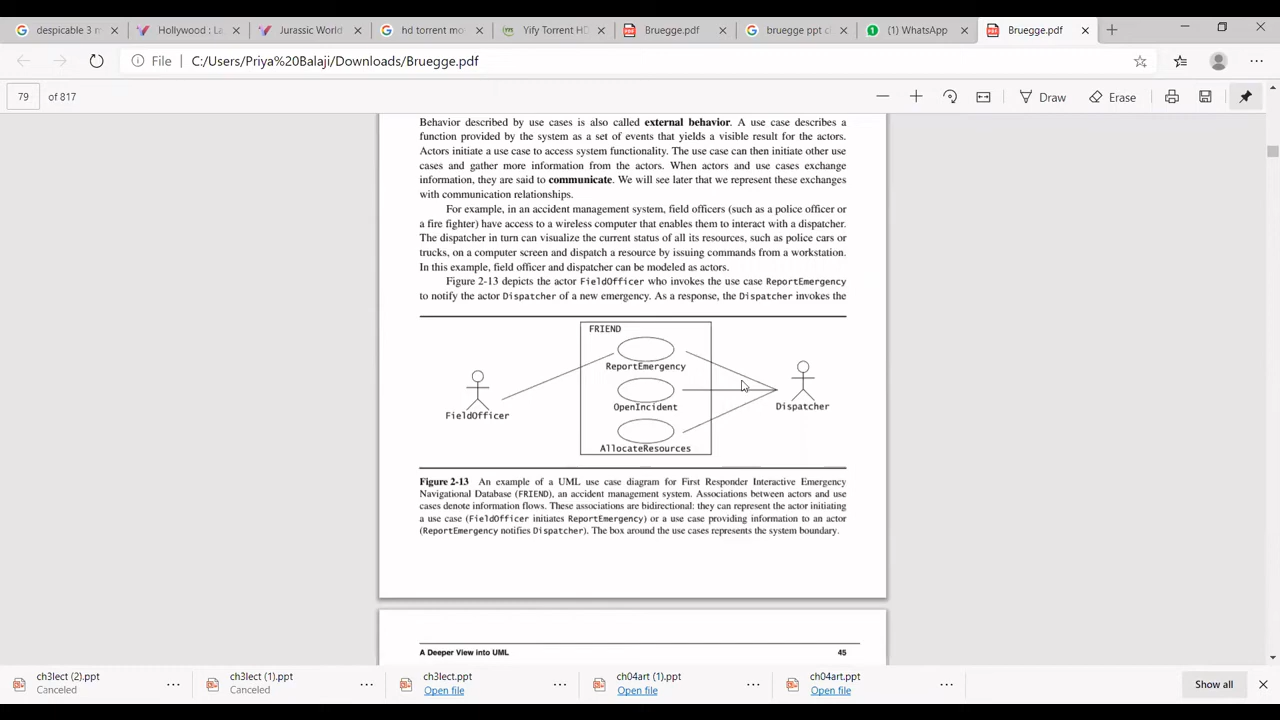 despicable 3 m
Hollywood : La
Jurassic World
hd torrent mo
Yify Torrent HD
Bruegge.pdf
bruegge ppt c
(1) WhatsApp
Bruegge.pdf
File
C:/Users/Priya%20Balaji/Downloads/Bruegge.pdf
79 of 817
Draw
Erase
Behavior described by use cases is also called external behavior. A use case describes a
function provided by the system as a set of events that yields a visible result for the actors.
Actors initiate a use case to access system functionality. The use case can then initiate other use
cases and gather more information from the actors. When actors and use cases exchange
information, they are said to communicate. We will see later that we represent these exchanges
with communication relationships.
For example, in an accident management system, field officers (such as a police officer or
a fire fighter) have access to a wireless computer that enables them to interact with a dispatcher.
The dispatcher in turn can visualize the current status of all its resources, such as police cars or
trucks, on a computer screen and dispatch a resource by issuing commands from a workstation.
In this example, field officer and dispatcher can be modeled as actors.
Figure 2-13 depicts the actor FieldOfficer who invokes the use case ReportEmergency
to notify the actor Dispatcher of a new emergency. As a response, the Dispatcher invokes the
FRIEND
ReportEmergency
OpenIncident
AllocateResources
FieldOfficer
Dispatcher
Figure 2-13 An example of a UML use case diagram for First Responder Interactive Emergency
Navigational Database (FRIEND), an accident management system. Associations between actors and use
cases denote information flows. These associations are bidirectional: they can represent the actor initiating
a use case (FieldOfficer initiates ReportEmergency) or a use case providing information to an actor
(ReportEmergency notifies Dispatcher). The box around the use cases represents the system boundary.
A Deeper View into UML 45
ch3lect (2).ppt
Canceled
ch3lect (1).ppt
Canceled
ch3lect.ppt
Open file
ch04art (1).ppt
Open file
ch04art.ppt
Open file
Show all